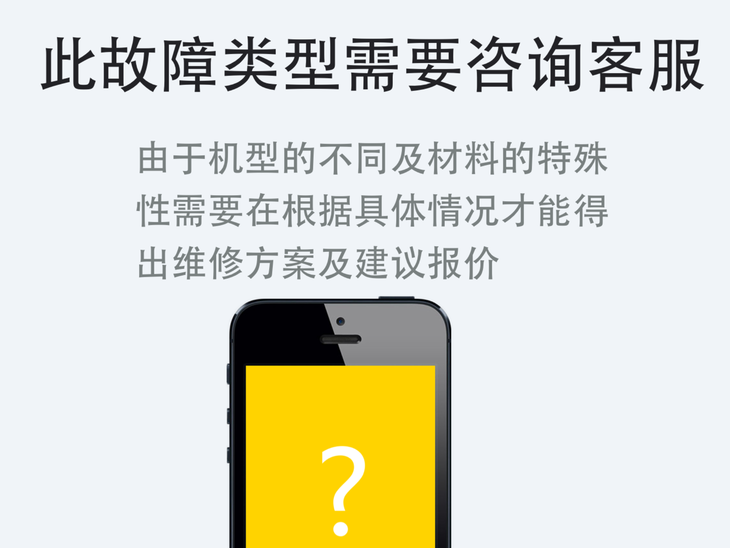 此故障类型需要咨询客服
由于机型的不同及材料的特殊
性需要在根据具体情况才能得
出维修方案及建议报价
?